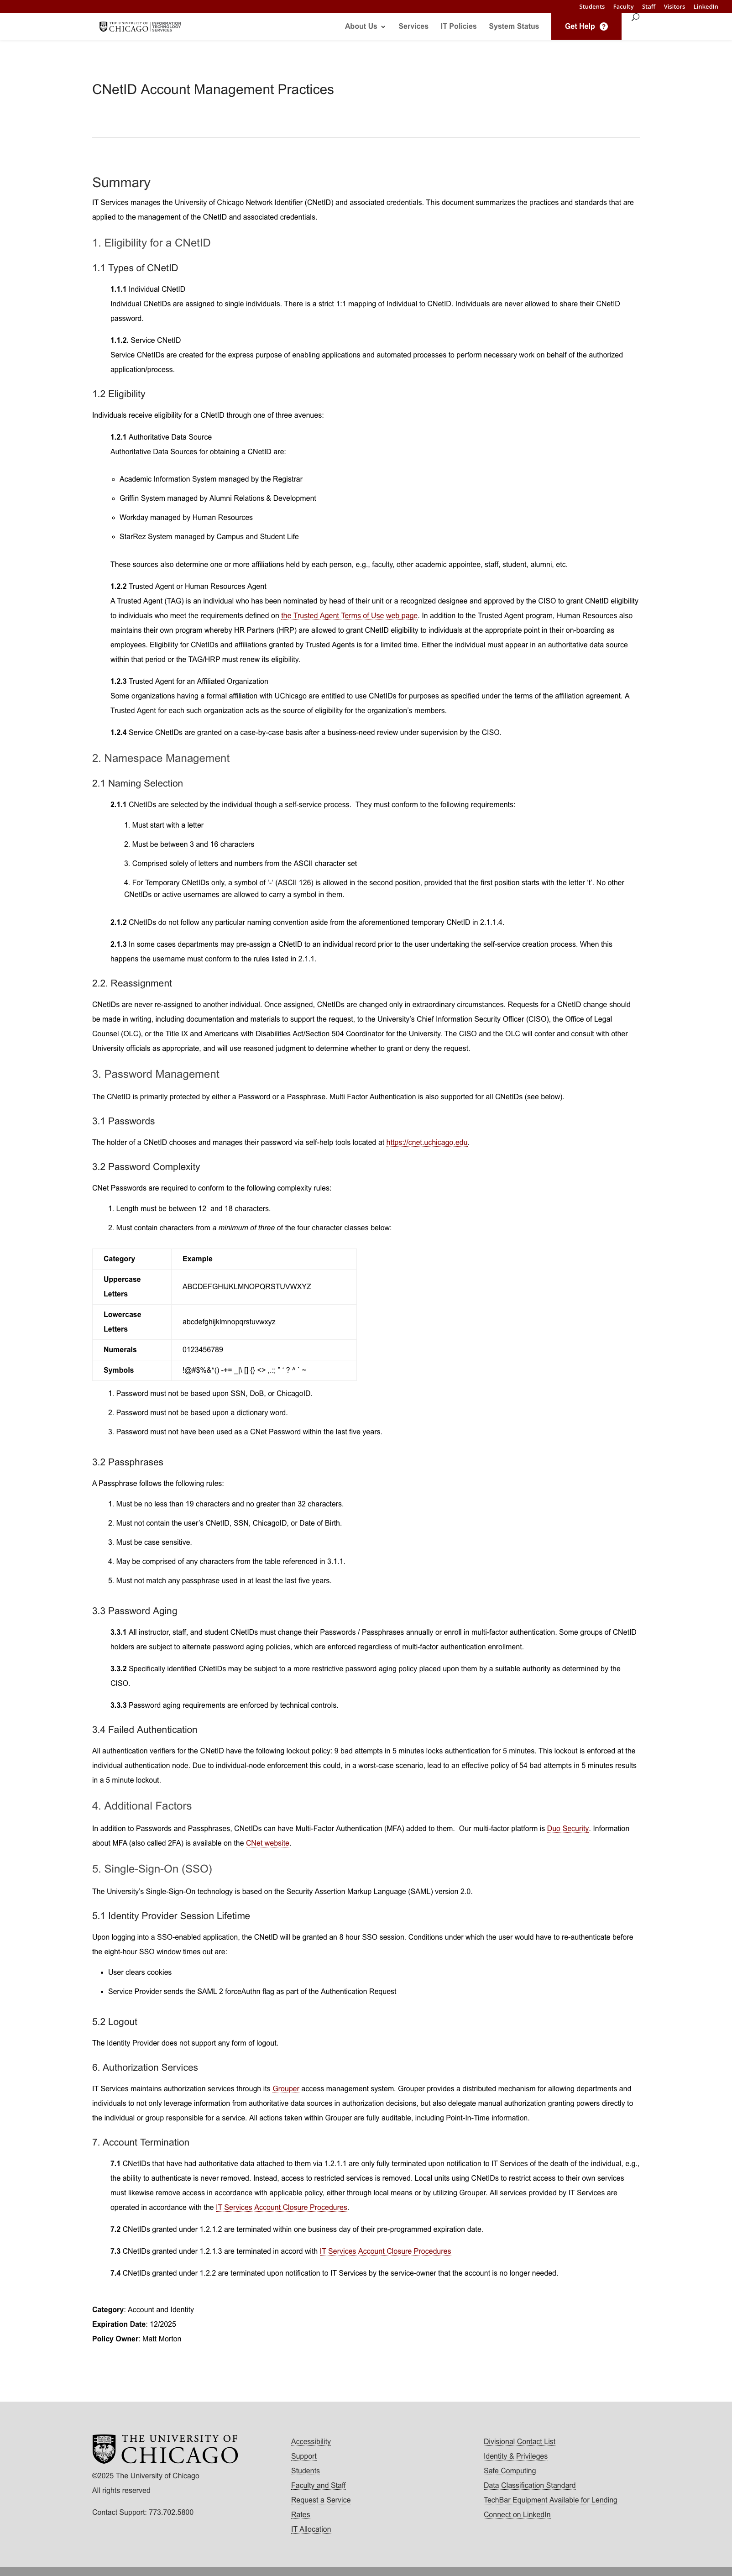 Students Faculty Staff Visitors LinkedIn
THE UNIVERSITY OF CHICAGO INFORMATION TECHNOLOGY SERVICES
About Us Services IT Policies System Status Get Help ?
CNetID Account Management Practices
Summary
IT Services manages the University of Chicago Network Identifier (CNetID) and associated credentials. This document summarizes the practices and standards that are
applied to the management of the CNetID and associated credentials.
1. Eligibility for a CNetID
1.1 Types of CNetID
1.1.1 Individual CNetID
Individual CNetIDs are assigned to single individuals. There is a strict 1:1 mapping of Individual to CNetID. Individuals are never allowed to share their CNetID
password.
1.1.2. Service CNetID
Service CNetIDs are created for the express purpose of enabling applications and automated processes to perform necessary work on behalf of the authorized
application/process.
1.2 Eligibility
Individuals receive eligibility for a CNetID through one of three avenues:
1.2.1 Authoritative Data Source
Authoritative Data Sources for obtaining a CNetID are:
Academic Information System managed by the Registrar
Griffin System managed by Alumni Relations & Development
Workday managed by Human Resources
StarRez System managed by Campus and Student Life
These sources also determine one or more affiliations held by each person, e.g., faculty, other academic appointee, staff, student, alumni, etc.
1.2.2 Trusted Agent or Human Resources Agent
A Trusted Agent (TAG) is an individual who has been nominated by head of their unit or a recognized designee and approved by the CISO to grant CNetID eligibility
to individuals who meet the requirements defined on the Trusted Agent Terms of Use web page. In addition to the Trusted Agent program, Human Resources also
maintains their own program whereby HR Partners (HRP) are allowed to grant CNetID eligibility to individuals at the appropriate point in their on-boarding as
employees. Eligibility for CNetIDs and affiliations granted by Trusted Agents is for a limited time. Either the individual must appear in an authoritative data source
within that period or the TAG/HRP must renew its eligibility.
1.2.3 Trusted Agent for an Affiliated Organization
Some organizations having a formal affiliation with UChicago are entitled to use CNetIDs for purposes as specified under the terms of the affiliation agreement. A
Trusted Agent for each such organization acts as the source of eligibility for the organization's members.
1.2.4 Service CNetIDs are granted on a case-by-case basis after a business-need review under supervision by the CISO.
2. Namespace Management
2.1 Naming Selection
2.1.1 CNetIDs are selected by the individual though a self-service process. They must conform to the following requirements:
1. Must start with a letter
2. Must be between 3 and 16 characters
3. Comprised solely of letters and numbers from the ASCII character set
4. For Temporary CNetIDs only, a symbol of '-' (ASCII 126) is allowed in the second position, provided that the first position starts with the letter 't'. No other
CNetIDs or active usernames are allowed to carry a symbol in them.
2.1.2 CNetIDs do not follow any particular naming convention aside from the aforementioned temporary CNetID in 2.1.1.4.
2.1.3 In some cases departments may pre-assign a CNetID to an individual record prior to the user undertaking the self-service creation process. When this
happens the username must conform to the rules listed in 2.1.1.
2.2. Reassignment
CNetIDs are never re-assigned to another individual. Once assigned, CNetIDs are changed only in extraordinary circumstances. Requests for a CNetID change should
be made in writing, including documentation and materials to support the request, to the University's Chief Information Security Officer (CISO), the Office of Legal
Counsel (OLC), or the Title IX and Americans with Disabilities Act/Section 504 Coordinator for the University. The CISO and the OLC will confer and consult with other
University officials as appropriate, and will use reasoned judgment to determine whether to grant or deny the request.
3. Password Management
The CNetID is primarily protected by either a Password or a Passphrase. Multi Factor Authentication is also supported for all CNetIDs (see below).
3.1 Passwords
The holder of a CNetID chooses and manages their password via self-help tools located at https://cnet.uchicago.edu.
3.2 Password Complexity
CNet Passwords are required to conform to the following complexity rules:
1. Length must be between 12 and 18 characters.
2. Must contain characters from a minimum of three of the four character classes below:
Category Example
Uppercase
Letters ABCDEFGHIJKLMNOPQRSTUVWXYZ
Lowercase
Letters abcdefghijklmnopqrstuvwxyz
Numerals 0123456789
Symbols !@#$%&*() -+= _|\ [] {} <> ,.:; " ' ? ^ ` ~
1. Password must not be based upon SSN, DoB, or ChicagoID.
2. Password must not be based upon a dictionary word.
3. Password must not have been used as a CNet Password within the last five years.
3.2 Passphrases
A Passphrase follows the following rules:
1. Must be no less than 19 characters and no greater than 32 characters.
2. Must not contain the user's CNetID, SSN, ChicagoID, or Date of Birth.
3. Must be case sensitive.
4. May be comprised of any characters from the table referenced in 3.1.1.
5. Must not match any passphrase used in at least the last five years.
3.3 Password Aging
3.3.1 All instructor, staff, and student CNetIDs must change their Passwords / Passphrases annually or enroll in multi-factor authentication. Some groups of CNetID
holders are subject to alternate password aging policies, which are enforced regardless of multi-factor authentication enrollment.
3.3.2 Specifically identified CNetIDs may be subject to a more restrictive password aging policy placed upon them by a suitable authority as determined by the
CISO.
3.3.3 Password aging requirements are enforced by technical controls.
3.4 Failed Authentication
All authentication verifiers for the CNetID have the following lockout policy: 9 bad attempts in 5 minutes locks authentication for 5 minutes. This lockout is enforced at the
individual authentication node. Due to individual-node enforcement this could, in a worst-case scenario, lead to an effective policy of 54 bad attempts in 5 minutes results
in a 5 minute lockout.
4. Additional Factors
In addition to Passwords and Passphrases, CNetIDs can have Multi-Factor Authentication (MFA) added to them. Our multi-factor platform is Duo Security. Information
about MFA (also called 2FA) is available on the CNet website.
5. Single-Sign-On (SSO)
The University's Single-Sign-On technology is based on the Security Assertion Markup Language (SAML) version 2.0.
5.1 Identity Provider Session Lifetime
Upon logging into a SSO-enabled application, the CNetID will be granted an 8 hour SSO session. Conditions under which the user would have to re-authenticate before
the eight-hour SSO window times out are:
User clears cookies
Service Provider sends the SAML 2 forceAuthn flag as part of the Authentication Request
5.2 Logout
The Identity Provider does not support any form of logout.
6. Authorization Services
IT Services maintains authorization services through its Grouper access management system. Grouper provides a distributed mechanism for allowing departments and
individuals to not only leverage information from authoritative data sources in authorization decisions, but also delegate manual authorization granting powers directly to
the individual or group responsible for a service. All actions taken within Grouper are fully auditable, including Point-In-Time information.
7. Account Termination
7.1 CNetIDs that have had authoritative data attached to them via 1.2.1.1 are only fully terminated upon notification to IT Services of the death of the individual, e.g.,
the ability to authenticate is never removed. Instead, access to restricted services is removed. Local units using CNetIDs to restrict access to their own services
must likewise remove access in accordance with applicable policy, either through local means or by utilizing Grouper. All services provided by IT Services are
operated in accordance with the IT Services Account Closure Procedures.
7.2 CNetIDs granted under 1.2.1.2 are terminated within one business day of their pre-programmed expiration date.
7.3 CNetIDs granted under 1.2.1.3 are terminated in accord with IT Services Account Closure Procedures
7.4 CNetIDs granted under 1.2.2 are terminated upon notification to IT Services by the service-owner that the account is no longer needed.
Category: Account and Identity
Expiration Date: 12/2025
Policy Owner: Matt Morton
THE UNIVERSITY OF
CHICAGO
©2025 The University of Chicago
All rights reserved
Contact Support: 773.702.5800
Accessibility
Support
Students
Faculty and Staff
Request a Service
Rates
IT Allocation
Divisional Contact List
Identity & Privileges
Safe Computing
Data Classification Standard
TechBar Equipment Available for Lending
Connect on LinkedIn